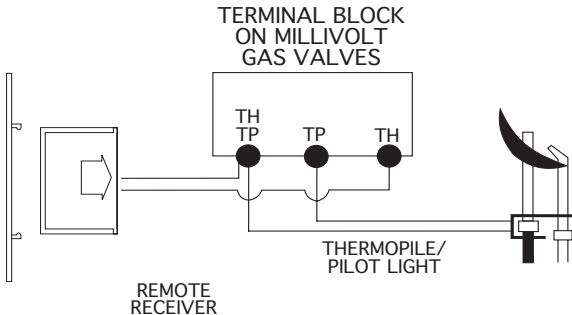 TERMINAL BLOCK
ON MILLIVOLT
GAS VALVES
TH
TP TP TH
THERMOPILE/
PILOT LIGHT
REMOTE
RECEIVER